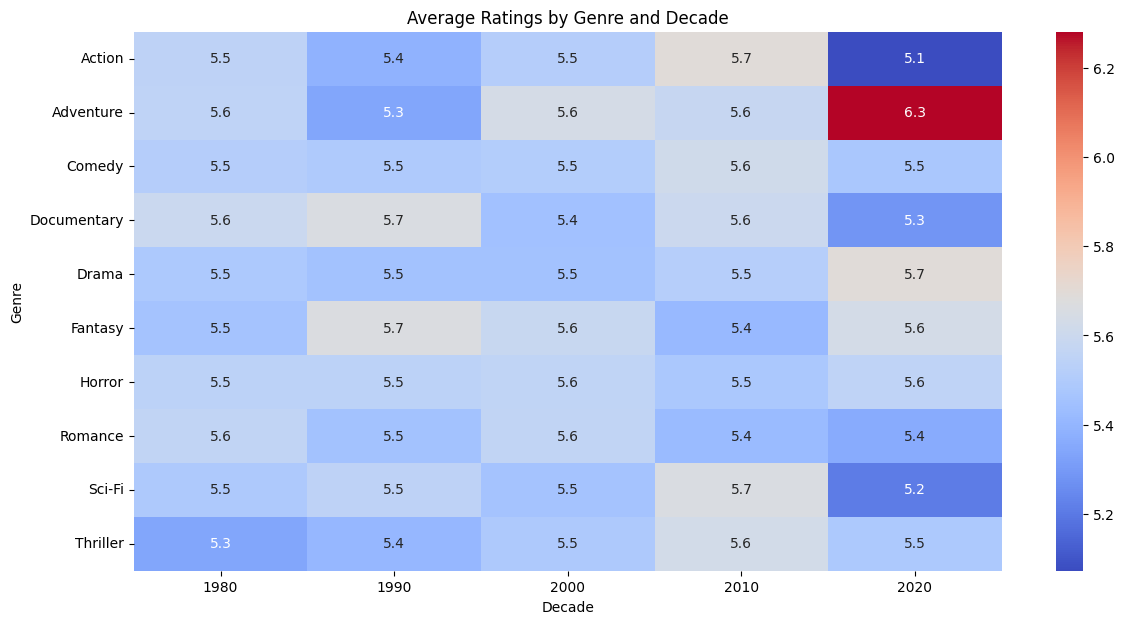 Average Ratings by Genre and Decade
Action 5.5 5.4 5.5 5.7 5.1
Adventure 5.6 5.3 5.6 5.6 6.3
Comedy 5.5 5.5 5.5 5.6 5.5
Documentary 5.6 5.7 5.4 5.6 5.3
Drama 5.5 5.5 5.5 5.5 5.7
Fantasy 5.5 5.7 5.6 5.4 5.6
Horror 5.5 5.5 5.6 5.5 5.6
Romance 5.6 5.5 5.6 5.4 5.4
Sci-Fi 5.5 5.5 5.5 5.7 5.2
Thriller 5.3 5.4 5.5 5.6 5.5
1980 1990 2000 2010 2020
Decade
Genre
6.2
6.0
5.8
5.6
5.4
5.2